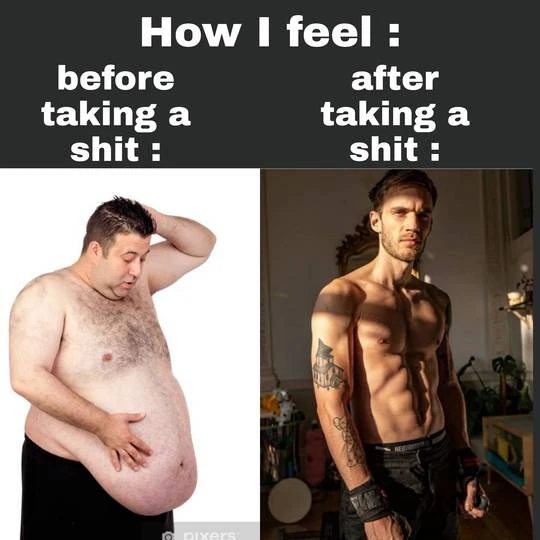 How I feel :
before
taking a
shit :
after
taking a
shit :
pixers